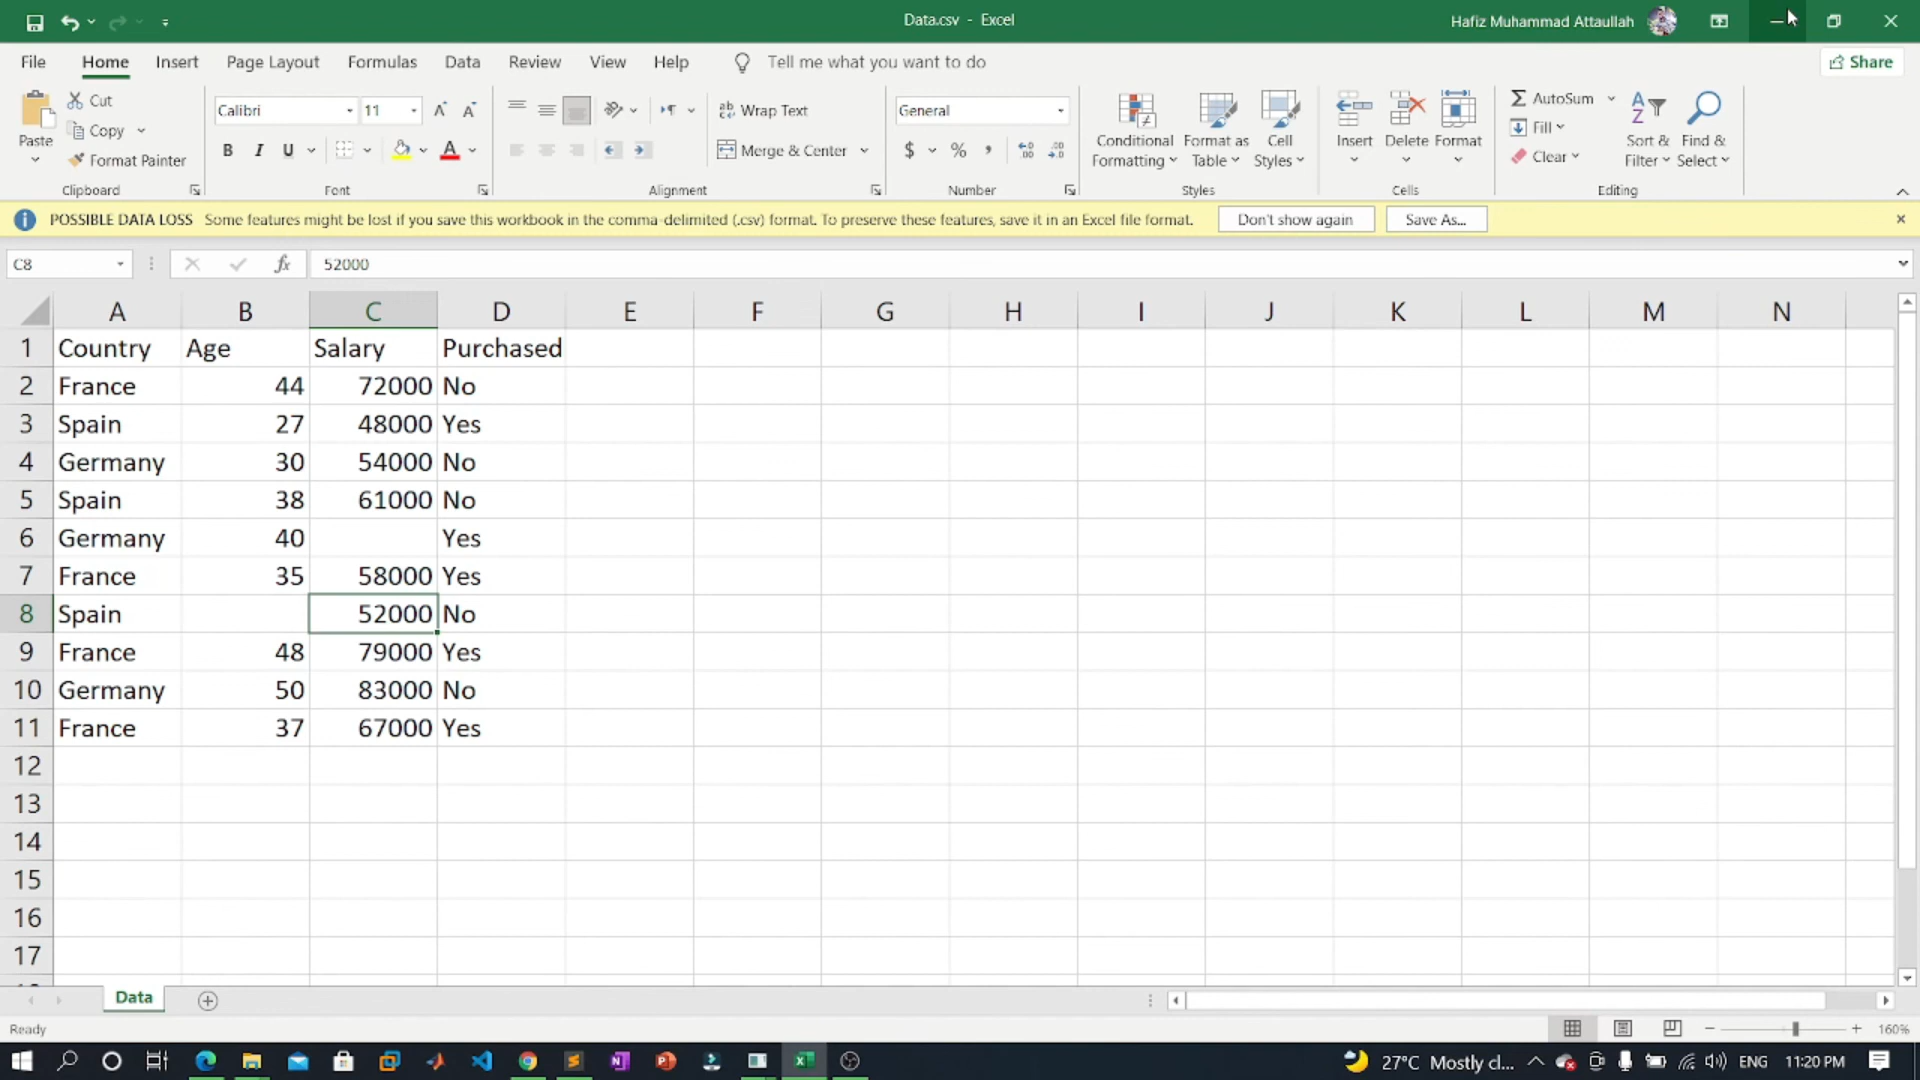 Data.csv - Excel
Hafiz Muhammad Attaullah
File Home Insert Page Layout Formulas Data Review View Help Tell me what you want to do
Share
Paste
Cut
Copy
Format Painter
Clipboard
Calibri 11
B I U
Font
Wrap Text
Merge & Center
Alignment
General
$ % ,
Number
Conditional Formatting
Format as Table
Cell Styles
Styles
Insert Delete Format
Cells
AutoSum
Fill
Clear
Sort & Filter
Find & Select
Editing
POSSIBLE DATA LOSS Some features might be lost if you save this workbook in the comma-delimited (.csv) format. To preserve these features, save it in an Excel file format. Don't show again Save As...
C8 fx 52000
A B C D E F G H I J K L M N
1 Country Age Salary Purchased
2 France 44 72000 No
3 Spain 27 48000 Yes
4 Germany 30 54000 No
5 Spain 38 61000 No
6 Germany 40 Yes
7 France 35 58000 Yes
8 Spain 52000 No
9 France 48 79000 Yes
10 Germany 50 83000 No
11 France 37 67000 Yes
12
13
14
15
16
17
Data
Ready
160%
27°C Mostly cl... ENG 11:20 PM